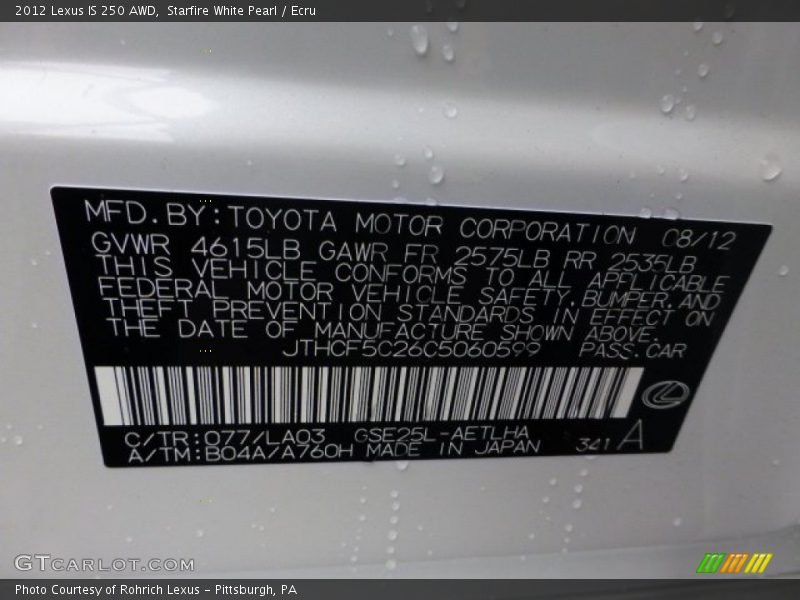 2012 Lexus IS 250 AWD,  Starfire White Pearl / Ecru
MFD. BY: TOYOTA MOTOR CORPORATION 08/12
GVWR 4615LB GAWR FR 2575LB RR 2535LB
THIS VEHICLE CONFORMS TO ALL APPLICABLE
FEDERAL MOTOR VEHICLE SAFETY, BUMPER, AND
THEFT PREVENTION STANDARDS IN EFFECT ON
THE DATE OF MANUFACTURE SHOWN ABOVE.
JTHCF5C26C5060599 PASS. CAR
C/TR: 077/LA03 GSE25L-AETLHA
A/TM: B04A/A760H MADE IN JAPAN 341 A
GTCARLOT.COM
Photo Courtesy of Rohrich Lexus - Pittsburgh, PA